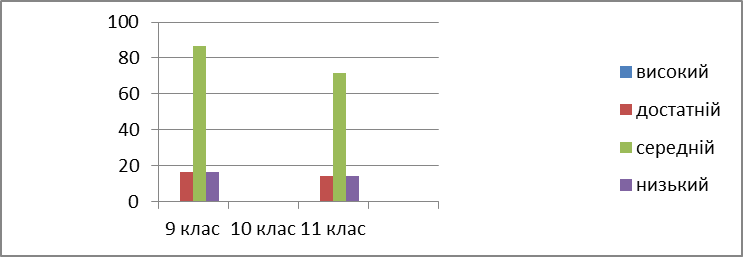 100
80
60
40
20
0
9 клас 10 клас 11 клас
високий
достатній
середній
низький